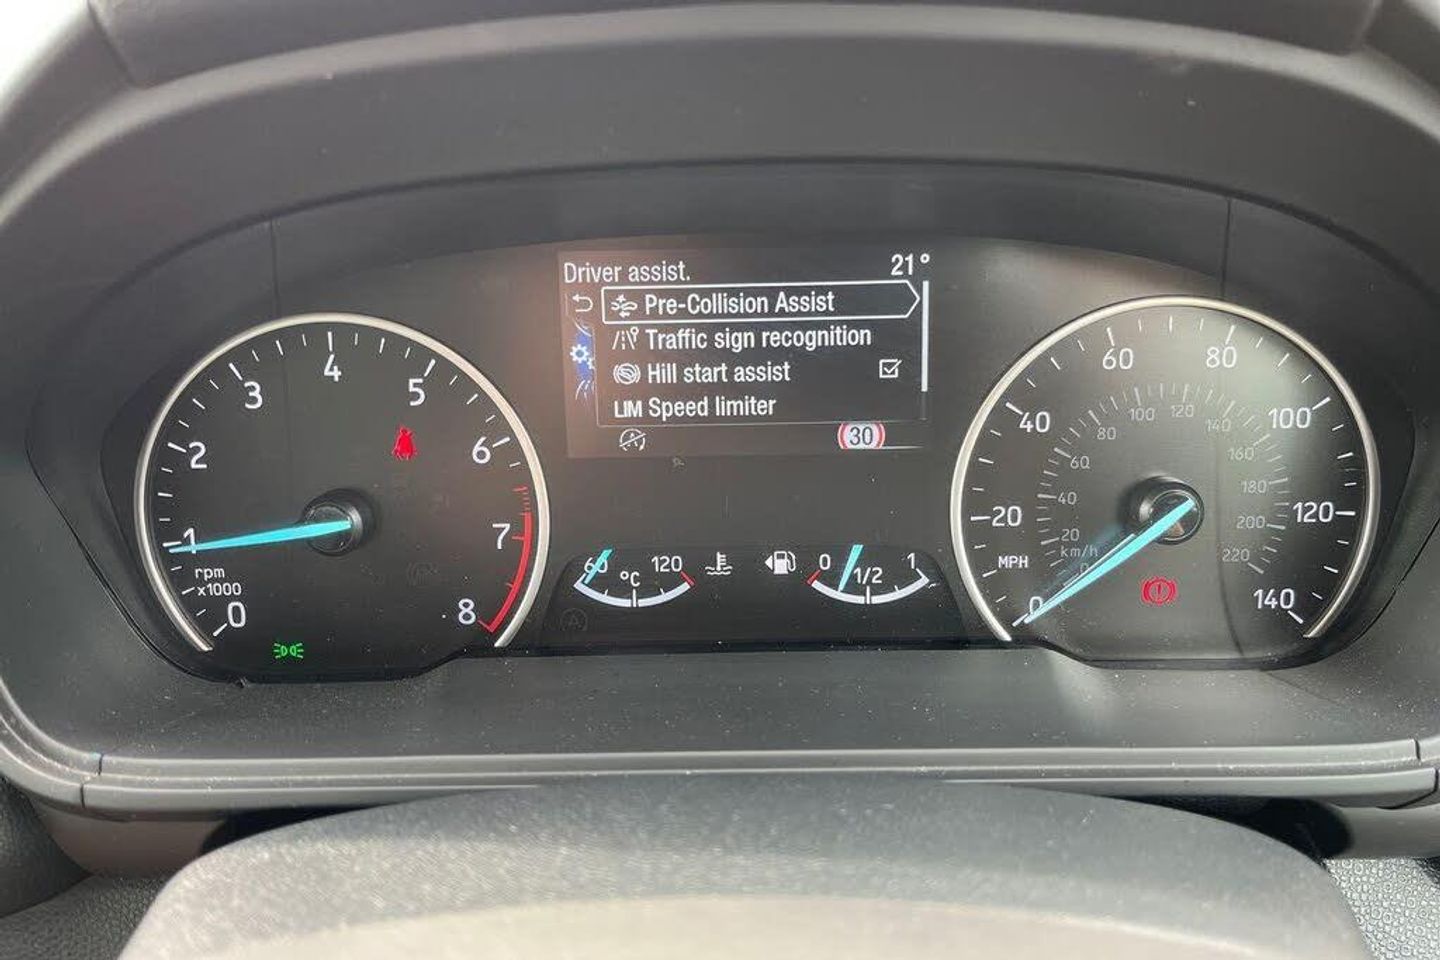 Driver assist. 21°
Pre-Collision Assist
Traffic sign recognition
Hill start assist
LIM Speed limiter
A 30
0 1 2 3 4 5 6 7 8
rpm
x1000
60 °C 120
0 1/2 1
0 20 40 60 80 100 120 140
MPH
0 20 40 60 80 100 120 140 160 180 200 220
km/h